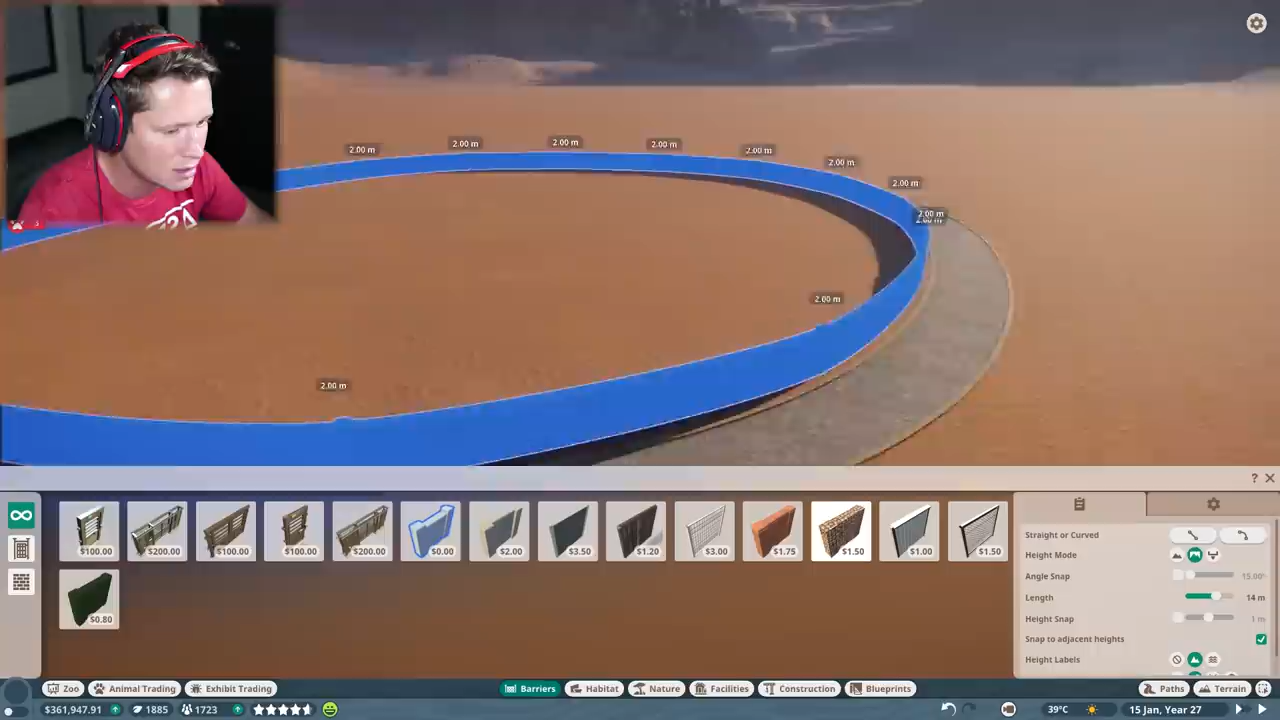 2.00 m
2.00 m
2.00 m
2.00 m
2.00 m
2.00 m
2.00 m
2.00 m
2.00 m
2.00 m
? ×
$100.00 $200.00 $100.00 $100.00 $200.00 $0.00 $2.00 $3.50 $1.20 $3.00 $1.75 $1.50 $1.00 $1.50
$0.80
Straight or Curved
Height Mode
Angle Snap 15.00°
Length 14 m
Height Snap 1 m
Snap to adjacent heights
Height Labels
Zoo Animal Trading Exhibit Trading Barriers Habitat Nature Facilities Construction Blueprints Paths Terrain
$361,947.91 1885 1723 39°C 15 Jan, Year 27